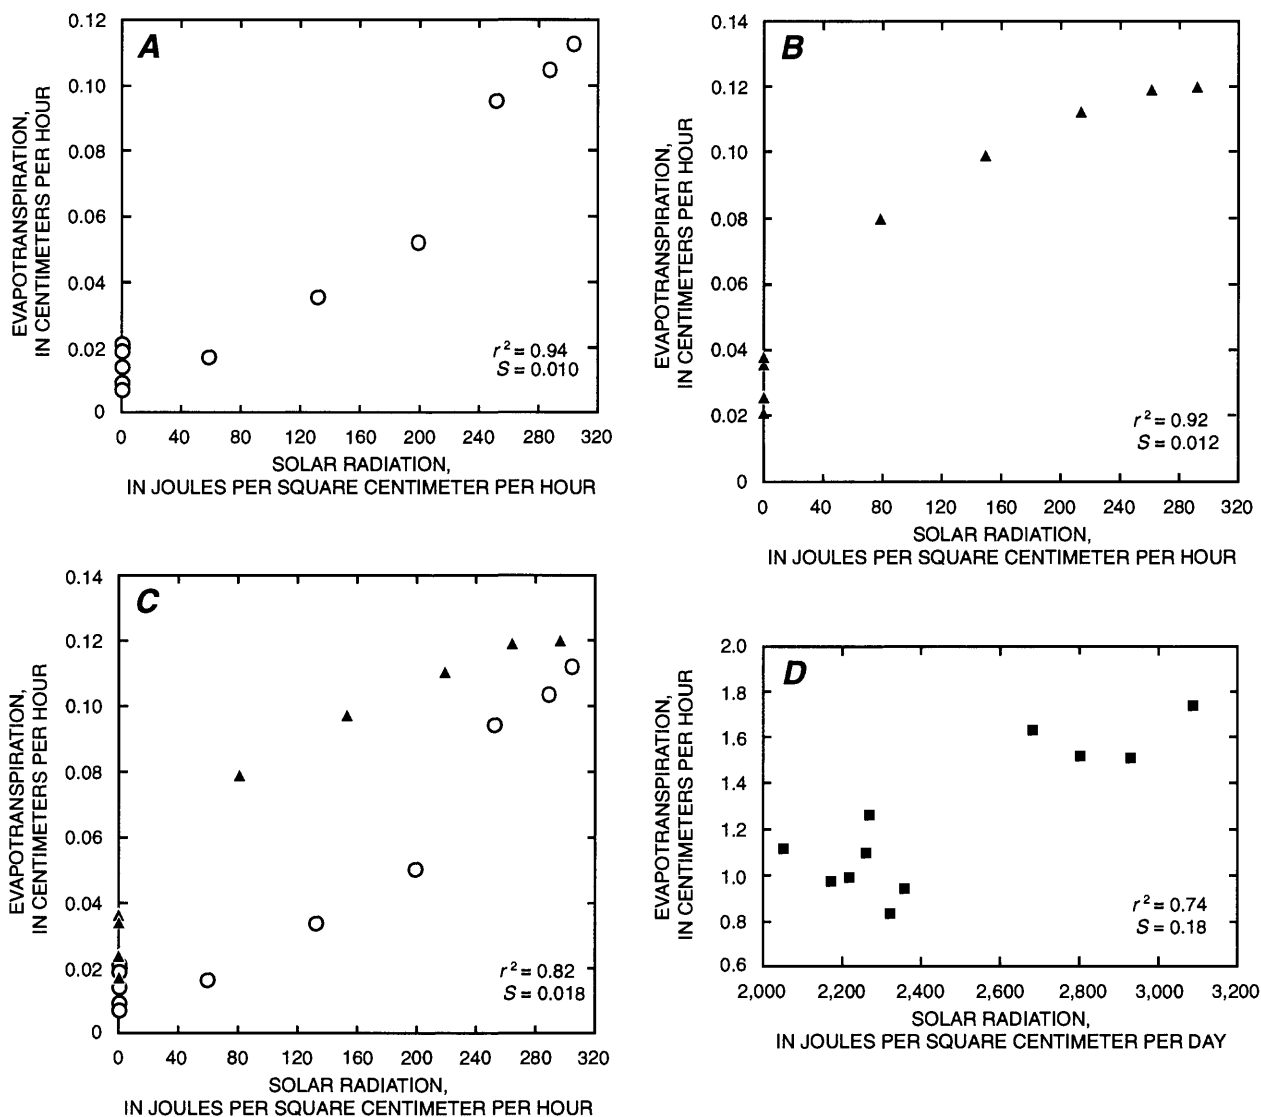 A
EVAPOTRANSPIRATION,
IN CENTIMETERS PER HOUR
0.12
0.10
0.08
0.06
0.04
0.02
0
r² = 0.94
S = 0.010
0 40 80 120 160 200 240 280 320
SOLAR RADIATION,
IN JOULES PER SQUARE CENTIMETER PER HOUR
B
EVAPOTRANSPIRATION,
IN CENTIMETERS PER HOUR
0.14
0.12
0.10
0.08
0.06
0.04
0.02
0
r² = 0.92
S = 0.012
0 40 80 120 160 200 240 280 320
SOLAR RADIATION,
IN JOULES PER SQUARE CENTIMETER PER HOUR
C
EVAPOTRANSPIRATION,
IN CENTIMETERS PER HOUR
0.14
0.12
0.10
0.08
0.06
0.04
0.02
0
r² = 0.82
S = 0.018
0 40 80 120 160 200 240 280 320
SOLAR RADIATION,
IN JOULES PER SQUARE CENTIMETER PER HOUR
D
EVAPOTRANSPIRATION,
IN CENTIMETERS PER HOUR
2.0
1.8
1.6
1.4
1.2
1.0
0.8
0.6
r² = 0.74
S = 0.18
2,000 2,200 2,400 2,600 2,800 3,000 3,200
SOLAR RADIATION,
IN JOULES PER SQUARE CENTIMETER PER DAY